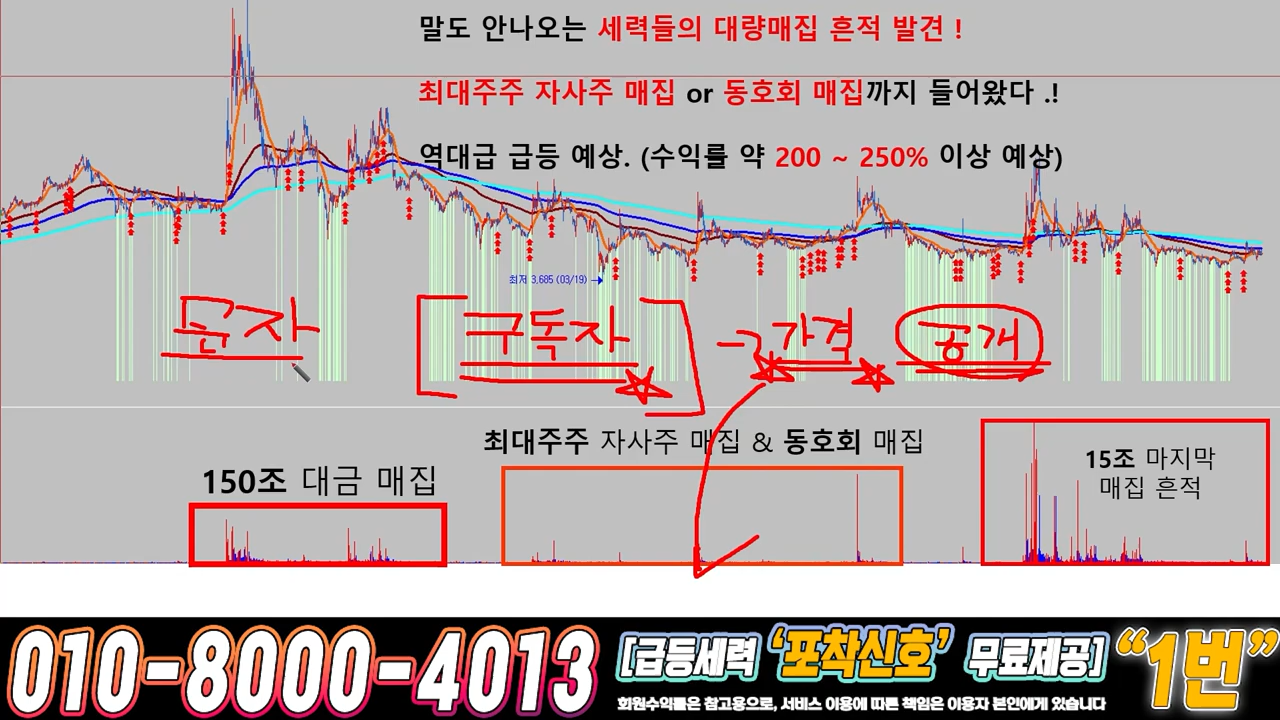 말도 안나오는 세력들의 대량매집 흔적 발견 !
최대주주 자사주 매집 or 동호회 매집까지 들어왔다 .!
역대급 급등 예상. (수익률 약 200 ~ 250% 이상 예상)
최저 3,685 (03/19)
문자
[구독자]
가격 공개
최대주주 자사주 매집 & 동호회 매집
150조 대금 매집
15조 마지막
매집 흔적
010-8000-4013
[급등세력 '포착신호' 무료제공] "1번"
회원수익률은 참고용으로, 서비스 이용에 따른 책임은 이용자 본인에게 있습니다